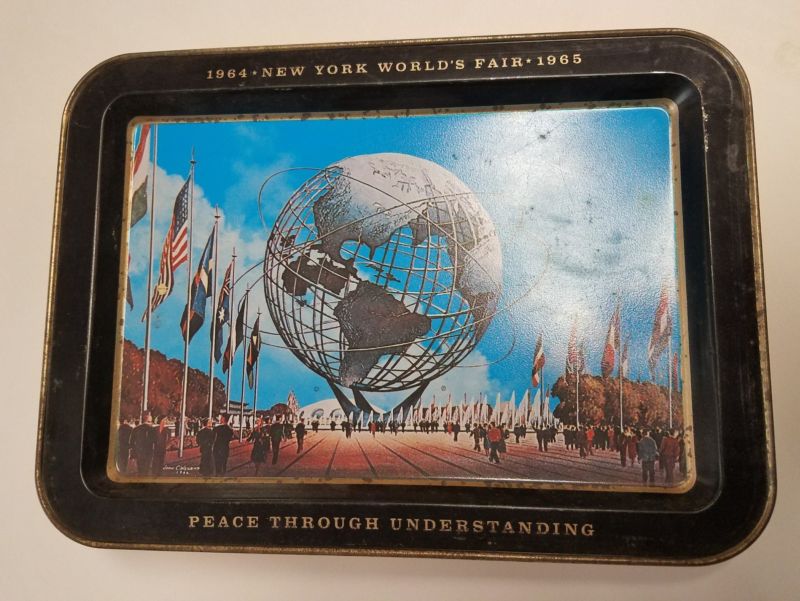 1964 ★ NEW YORK WORLD'S FAIR ★ 1965
PEACE THROUGH UNDERSTANDING